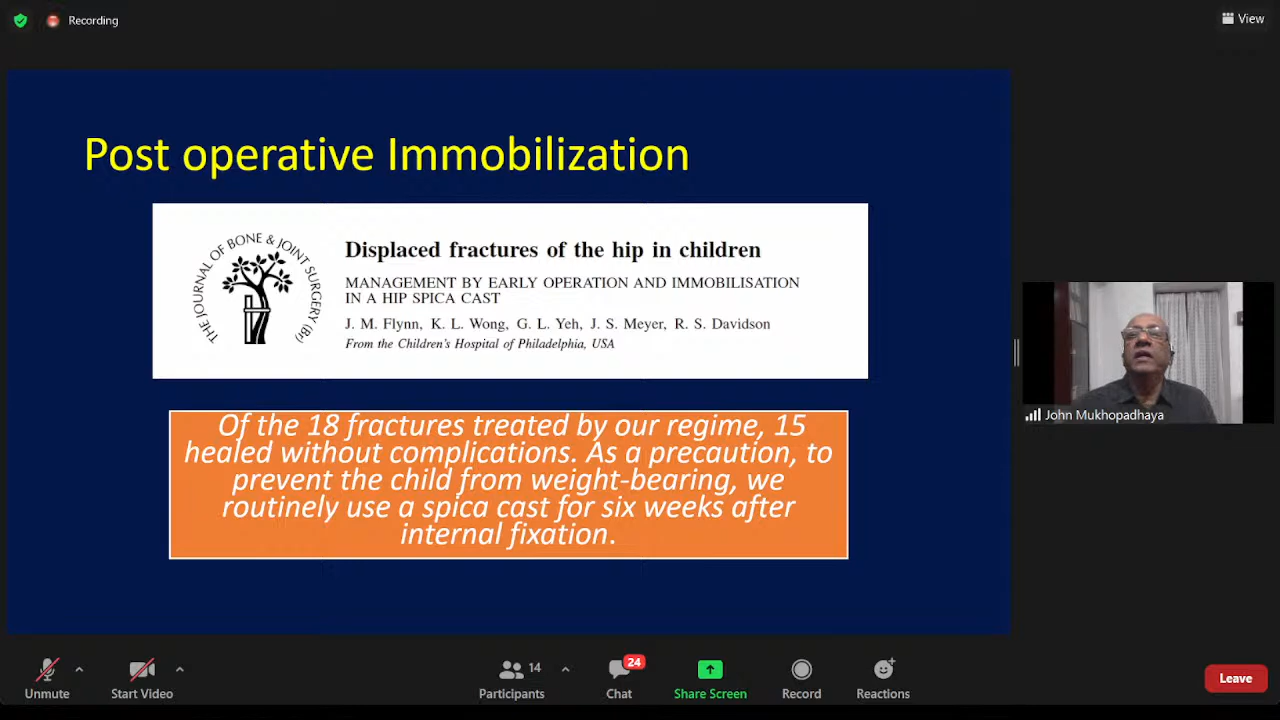 Recording
View
Post operative Immobilization
THE JOURNAL OF BONE & JOINT SURGERY (Br)
Displaced fractures of the hip in children
MANAGEMENT BY EARLY OPERATION AND IMMOBILISATION
IN A HIP SPICA CAST
J. M. Flynn, K. L. Wong, G. L. Yeh, J. S. Meyer, R. S. Davidson
From the Children's Hospital of Philadelphia, USA
Of the 18 fractures treated by our regime, 15
healed without complications. As a precaution, to
prevent the child from weight-bearing, we
routinely use a spica cast for six weeks after
internal fixation.
John Mukhopadhaya
Unmute
Start Video
14
Participants
24
Chat
Share Screen
Record
Reactions
Leave